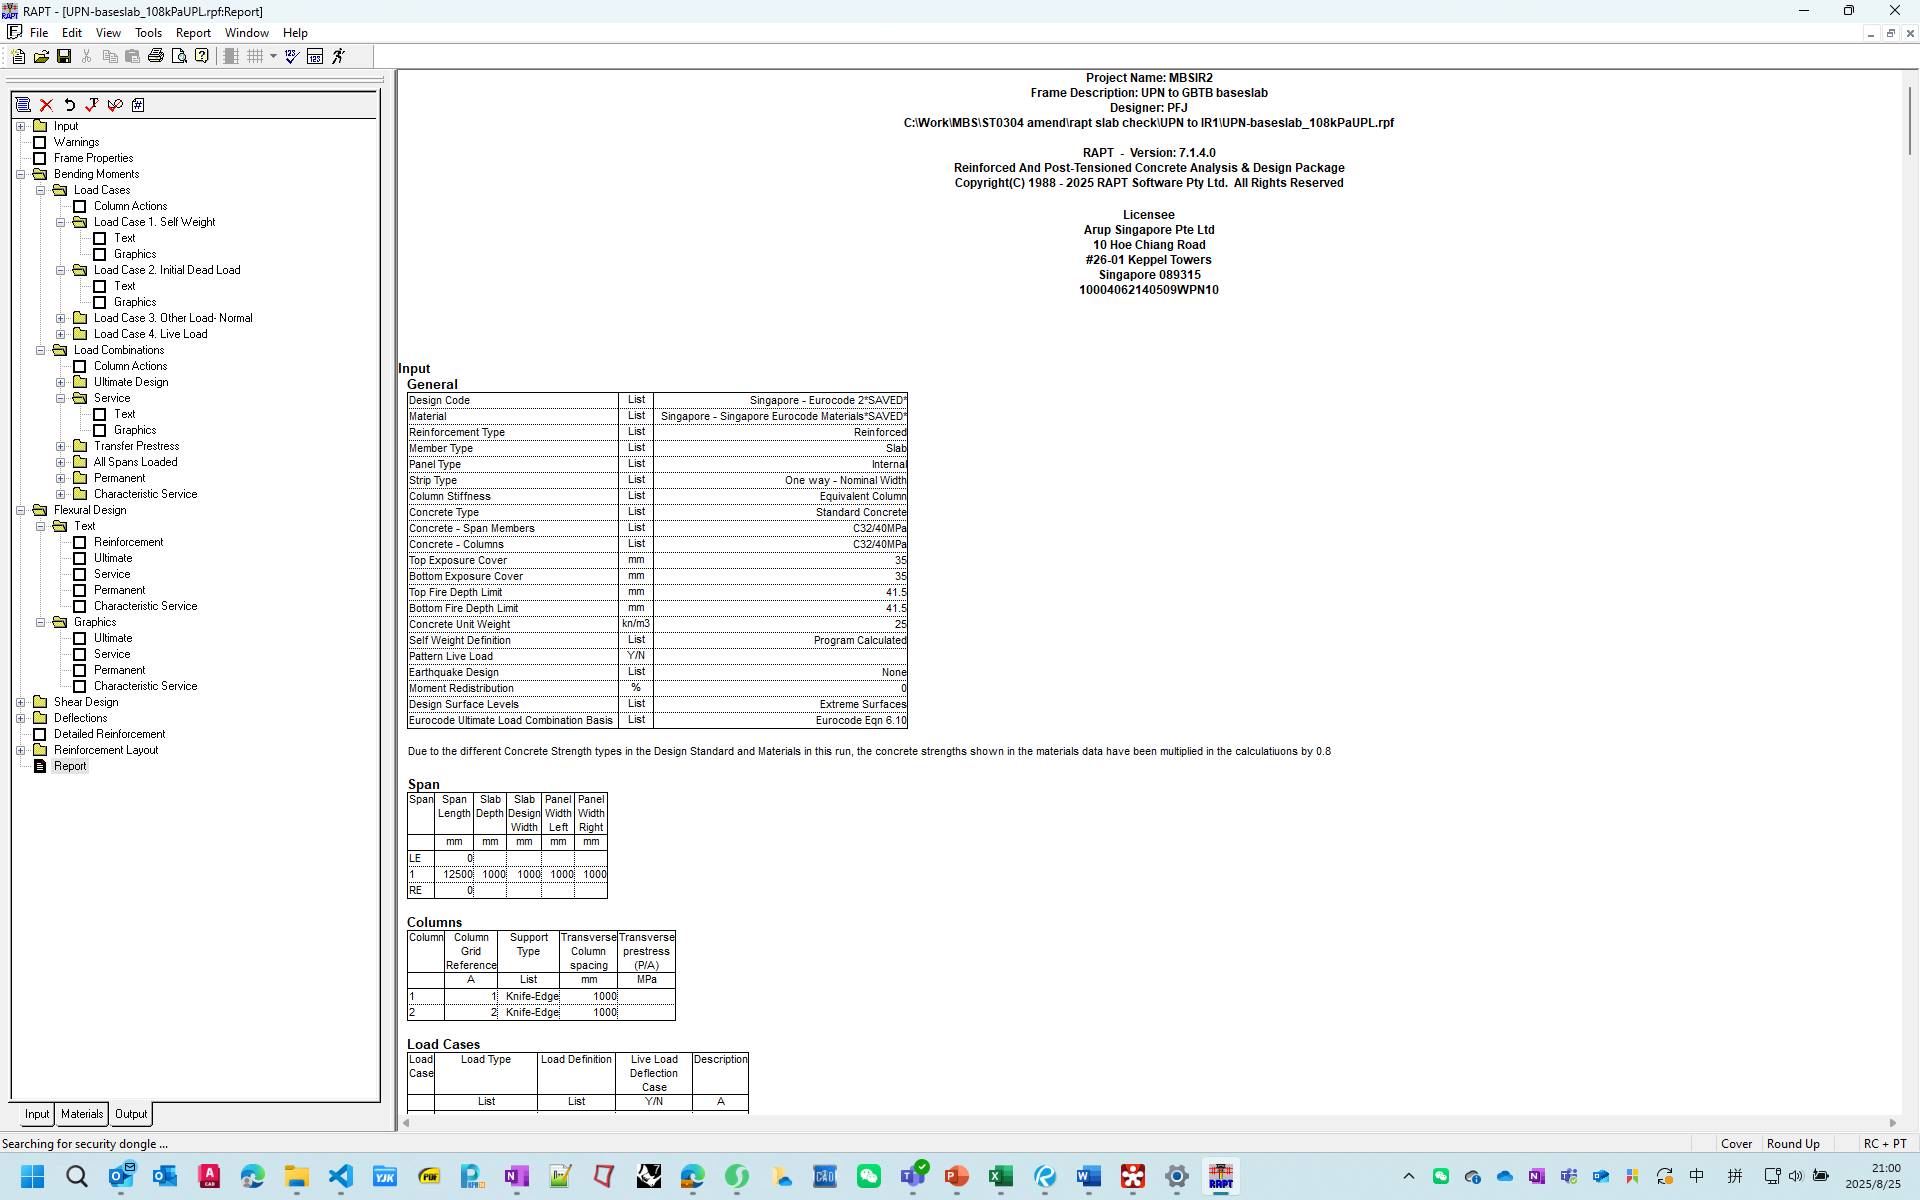 RAPT - [UPN-baseslab_108kPaUPL.rpf:Report]
File Edit View Tools Report Window Help
Input
Warnings
Frame Properties
Bending Moments
Load Cases
Column Actions
Load Case 1. Self Weight
Text
Graphics
Load Case 2. Initial Dead Load
Text
Graphics
Load Case 3. Other Load- Normal
Load Case 4. Live Load
Load Combinations
Column Actions
Ultimate Design
Service
Text
Graphics
Transfer Prestress
All Spans Loaded
Permanent
Characteristic Service
Flexural Design
Text
Reinforcement
Ultimate
Service
Permanent
Characteristic Service
Graphics
Ultimate
Service
Permanent
Characteristic Service
Shear Design
Deflections
Detailed Reinforcement
Reinforcement Layout
Report
Input Materials Output
Project Name: MBSIR2
Frame Description: UPN to GBTB baseslab
Designer: PFJ
C:\Work\MBS\ST0304 amend\rapt slab check\UPN to IR1\UPN-baseslab_108kPaUPL.rpf
RAPT - Version: 7.1.4.0
Reinforced And Post-Tensioned Concrete Analysis & Design Package
Copyright(C) 1988 - 2025 RAPT Software Pty Ltd. All Rights Reserved
Licensee
Arup Singapore Pte Ltd
10 Hoe Chiang Road
#26-01 Keppel Towers
Singapore 089315
10004062140509WPN10
Input
General
Design Code List Singapore - Eurocode 2*SAVED*
Material List Singapore - Singapore Eurocode Materials*SAVED*
Reinforcement Type List Reinforced
Member Type List Slab
Panel Type List Internal
Strip Type List One way - Nominal Width
Column Stiffness List Equivalent Column
Concrete Type List Standard Concrete
Concrete - Span Members List C32/40MPa
Concrete - Columns List C32/40MPa
Top Exposure Cover mm 35
Bottom Exposure Cover mm 35
Top Fire Depth Limit mm 41.5
Bottom Fire Depth Limit mm 41.5
Concrete Unit Weight kn/m3 25
Self Weight Definition List Program Calculated
Pattern Live Load Y/N
Earthquake Design List None
Moment Redistribution % 0
Design Surface Levels List Extreme Surfaces
Eurocode Ultimate Load Combination Basis List Eurocode Eqn 6.10
Due to the different Concrete Strength types in the Design Standard and Materials in this run, the concrete strengths shown in the materials data have been multiplied in the calculatiuons by 0.8
Span
Span Span Slab Slab Panel Panel
Length Depth Design Width Width
Width Left Right
mm mm mm mm mm
LE 0
1 12500 1000 1000 1000 1000
RE 0
Columns
Column Column Support Transverse Transverse
Grid Type Column prestress
Reference spacing (P/A)
A List mm MPa
1 1 Knife-Edge 1000
2 2 Knife-Edge 1000
Load Cases
Load Load Type Load Definition Live Load Description
Case Deflection
Case
List List Y/N A
Searching for security dongle ...
Cover Round Up RC + PT
中 拼
21:00
2025/8/25